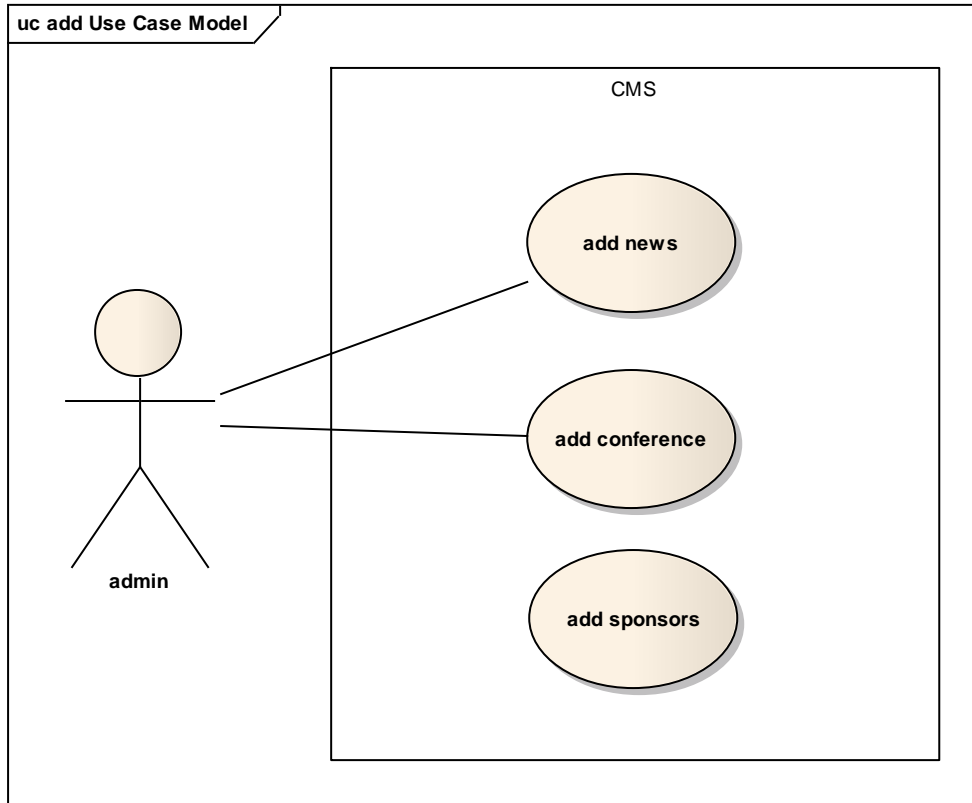 uc add Use Case Model
CMS
add news
add conference
add sponsors
admin